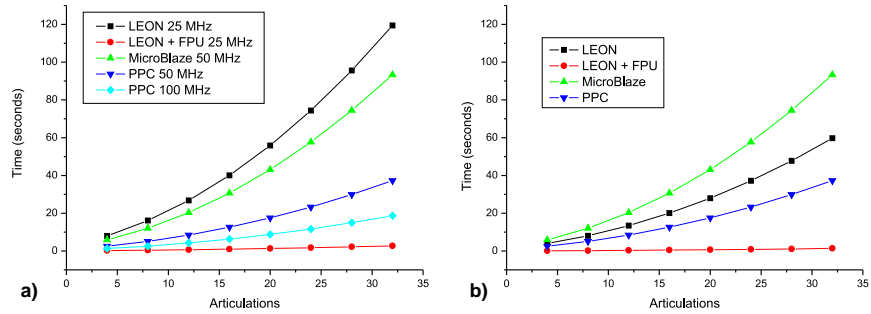 LEON 25 MHz
LEON + FPU 25 MHz
MicroBlaze 50 MHz
PPC 50 MHz
PPC 100 MHz
Time (seconds)
120
100
80
60
40
20
0
0 5 10 15 20 25 30 35
Articulations
a)
LEON
LEON + FPU
MicroBlaze
PPC
Time (seconds)
120
100
80
60
40
20
0
0 5 10 15 20 25 30 35
Articulations
b)